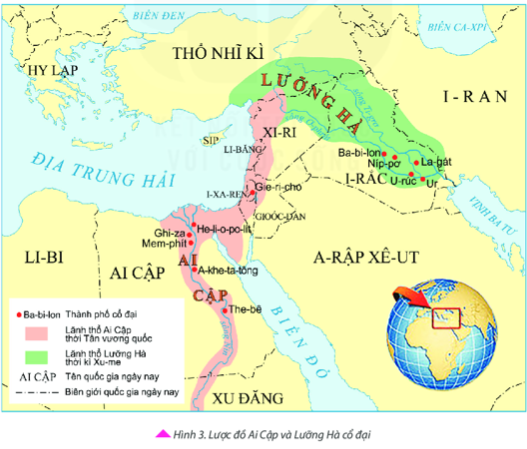 BIỂN ĐEN
BIỂN CA-XPI
THỔ NHĨ KÌ
HY LẠP
LƯỠNG HÀ
I - R A N
SÍP
XI-RI
LI-BĂNG
ĐỊA TRUNG HẢI
Ba-bi-lon
Níp-pơ
La-gát
I-XA-REN
Giê-ri-cho
I-RẮC
U-rúc
Ur
GIOÓC-ĐAN
VỊNH BA TƯ
He-li-o-po-lít
Ghi-za
Mem-phít
LI-BI
AI CẬP
A-RẬP XÊ-UT
AI
CẬP
A-khe-ta-tông
The-bê
BIỂN ĐỎ
XU ĐĂNG
Ba-bi-lon Thành phố cổ đại
Lãnh thổ Ai Cập
thời Tân vương quốc
Lãnh thổ Lưỡng Hà
thời kì Xu-me
AI CẬP Tên quốc gia ngày nay
Biên giới quốc gia ngày nay
Hình 3. Lược đồ Ai Cập và Lưỡng Hà cổ đại